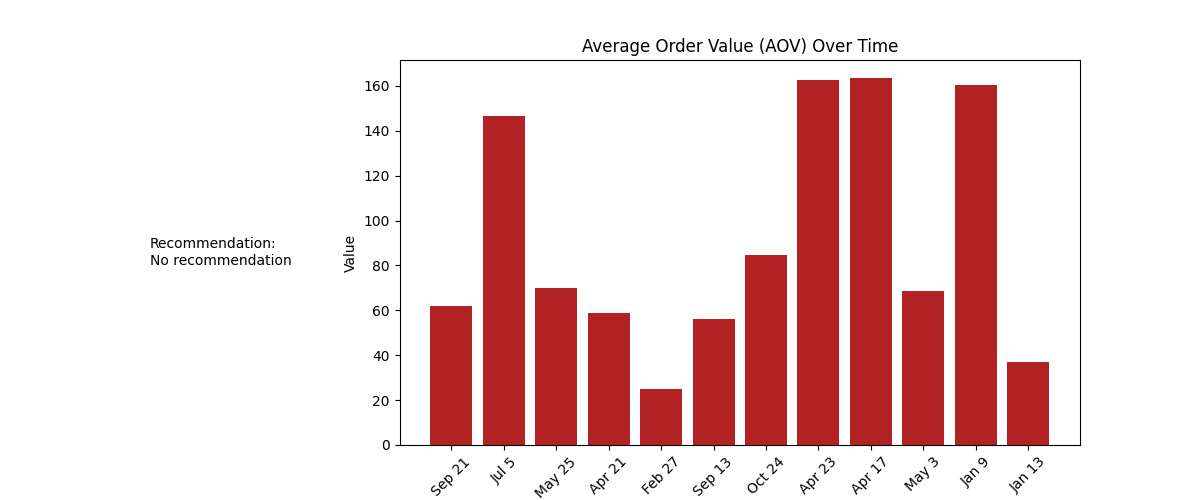 Average Order Value (AOV) Over Time
Recommendation:
No recommendation
Value
160
140
120
100
80
60
40
20
0
Sep 21
Jul 5
May 25
Apr 21
Feb 27
Sep 13
Oct 24
Apr 23
Apr 17
May 3
Jan 9
Jan 13